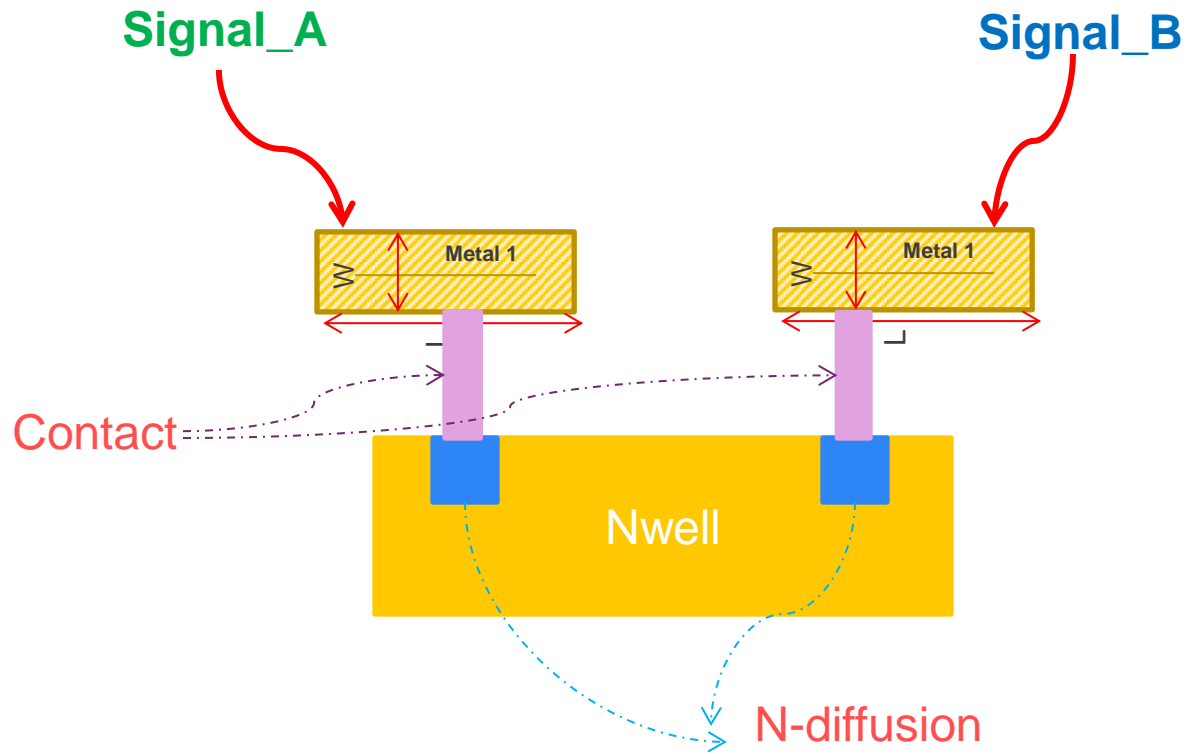 Signal_A
Signal_B
Metal 1
W
Metal 1
W
L
L
Contact
Nwell
N-diffusion